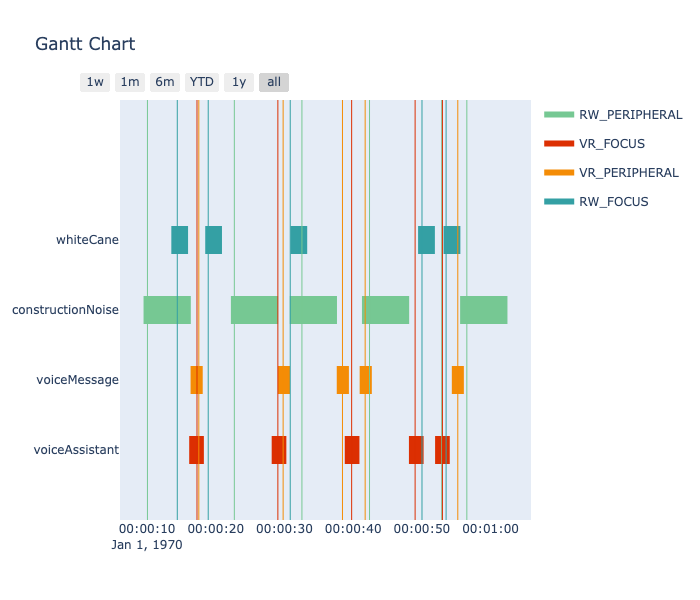 Gantt Chart
1w 1m 6m YTD 1y all
RW_PERIPHERAL
VR_FOCUS
VR_PERIPHERAL
RW_FOCUS
whiteCane
constructionNoise
voiceMessage
voiceAssistant
00:00:10 00:00:20 00:00:30 00:00:40 00:00:50 00:01:00
Jan 1, 1970